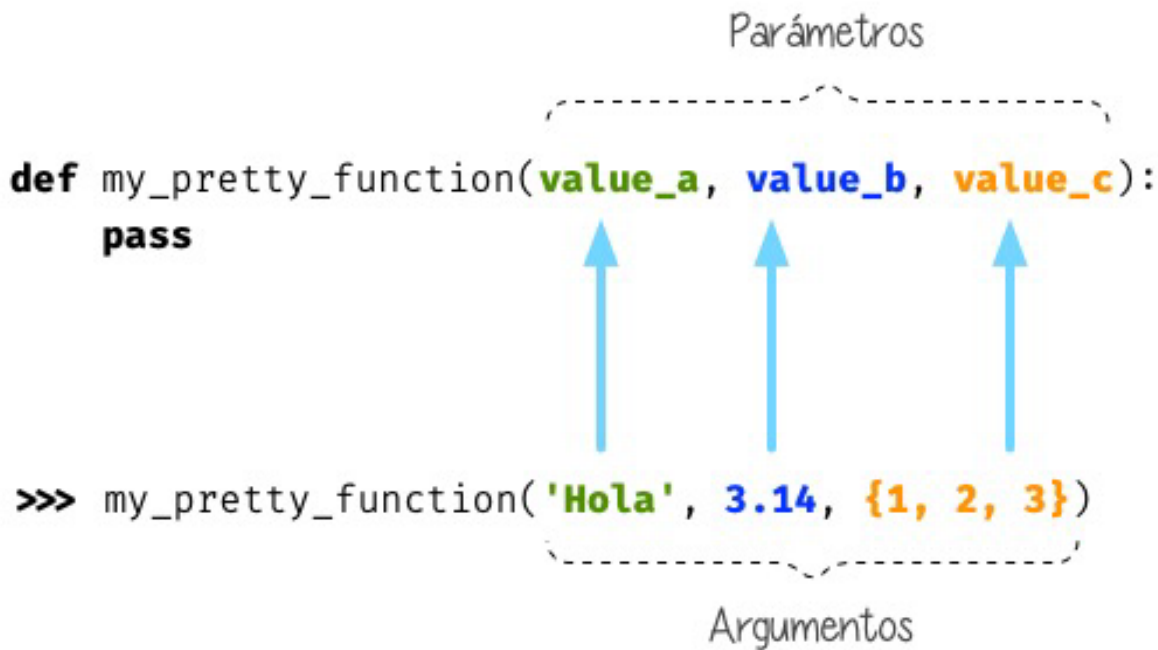 Parámetros
def my_pretty_function(value_a, value_b, value_c):
    pass
>>> my_pretty_function('Hola', 3.14, {1, 2, 3})
Argumentos